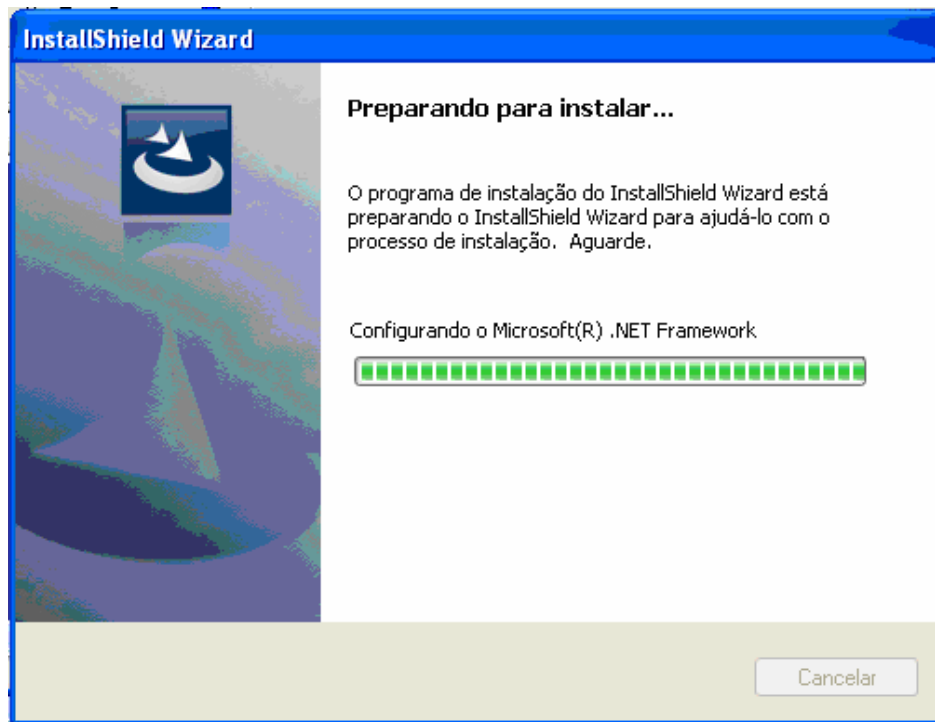 InstallShield Wizard
Preparando para instalar...
O programa de instalação do InstallShield Wizard está
preparando o InstallShield Wizard para ajudá-lo com o
processo de instalação. Aguarde.
Configurando o Microsoft(R) .NET Framework
Cancelar